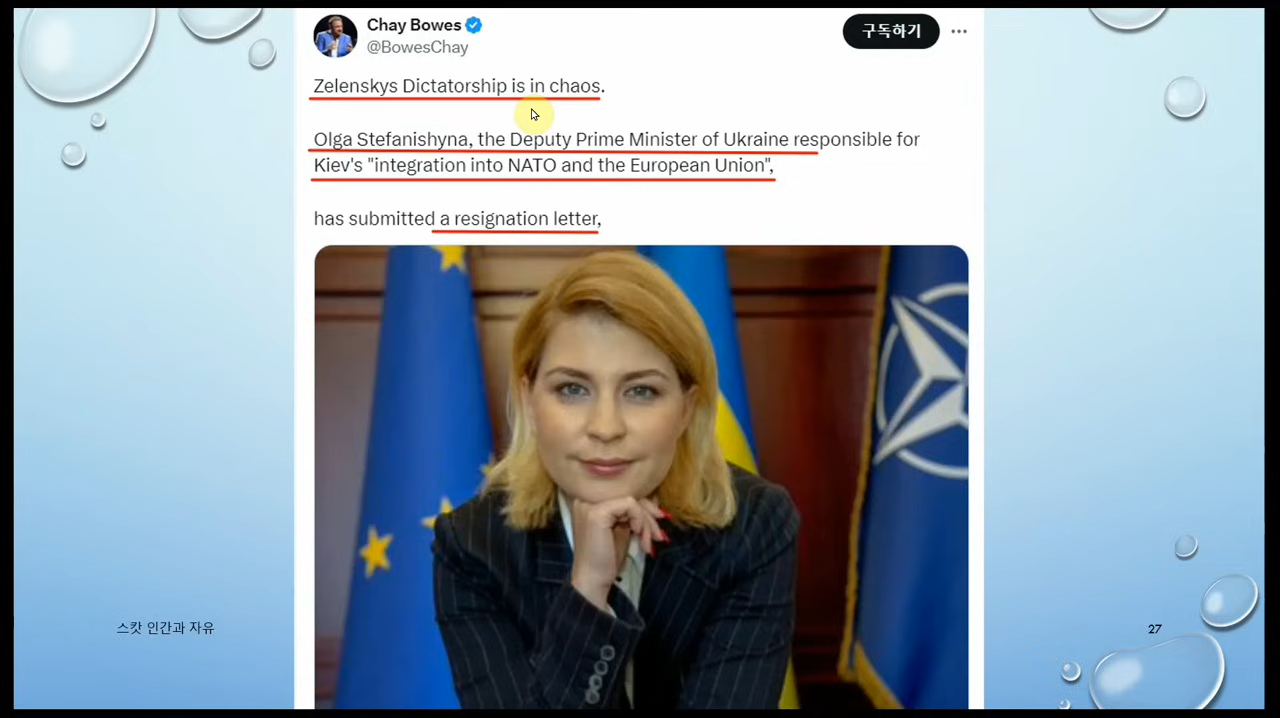 Chay Bowes
@BowesChay
구독하기
Zelenskys Dictatorship is in chaos.
Olga Stefanishyna, the Deputy Prime Minister of Ukraine responsible for
Kiev's "integration into NATO and the European Union",
has submitted a resignation letter,
스캇 인간과 자유
27